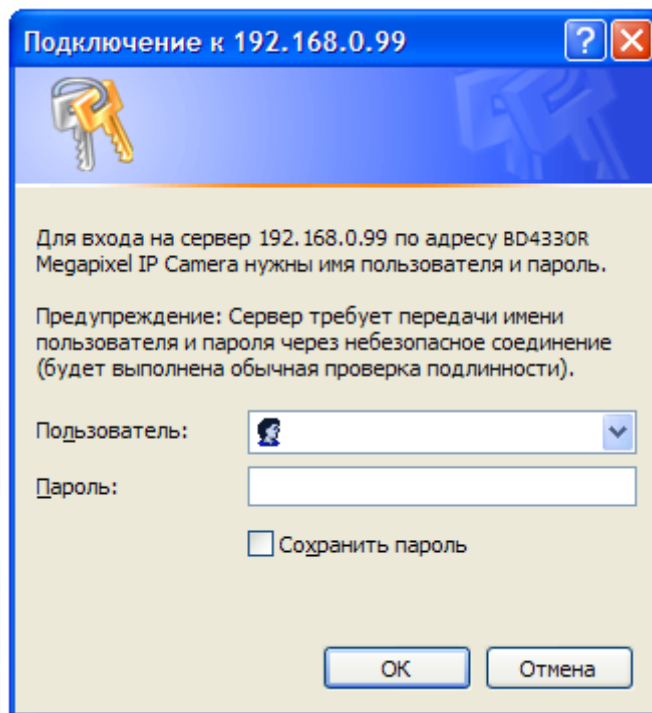 Подключение к 192.168.0.99
Для входа на сервер 192.168.0.99 по адресу BD4330R
Megapixel IP Camera нужны имя пользователя и пароль.
Предупреждение: Сервер требует передачи имени
пользователя и пароля через небезопасное соединение
(будет выполнена обычная проверка подлинности).
Пользователь:
Пароль:
Сохранить пароль
ОК
Отмена